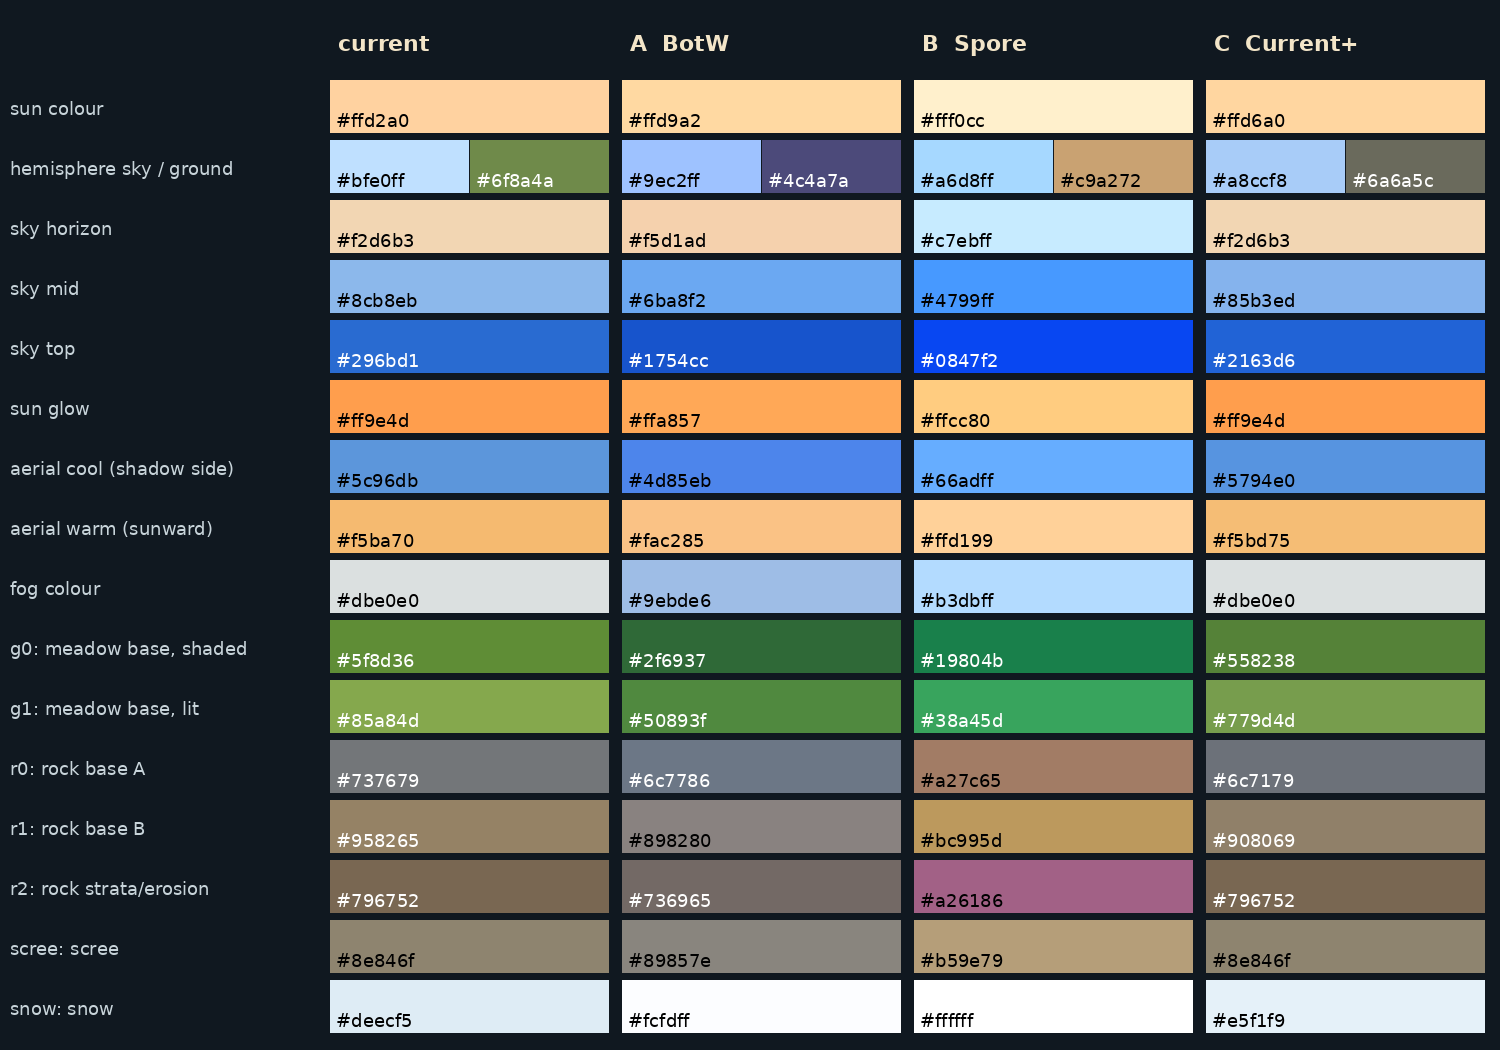 current A BotW B Spore C Current+
sun colour #ffd2a0 #ffd9a2 #fff0cc #ffd6a0
hemisphere sky / ground #bfe0ff #6f8a4a #9ec2ff #4c4a7a #a6d8ff #c9a272 #a8ccf8 #6a6a5c
sky horizon #f2d6b3 #f5d1ad #c7ebff #f2d6b3
sky mid #8cb8eb #6ba8f2 #4799ff #85b3ed
sky top #296bd1 #1754cc #0847f2 #2163d6
sun glow #ff9e4d #ffa857 #ffcc80 #ff9e4d
aerial cool (shadow side) #5c96db #4d85eb #66adff #5794e0
aerial warm (sunward) #f5ba70 #fac285 #ffd199 #f5bd75
fog colour #dbe0e0 #9ebde6 #b3dbff #dbe0e0
g0: meadow base, shaded #5f8d36 #2f6937 #19804b #558238
g1: meadow base, lit #85a84d #50893f #38a45d #779d4d
r0: rock base A #737679 #6c7786 #a27c65 #6c7179
r1: rock base B #958265 #898280 #bc995d #908069
r2: rock strata/erosion #796752 #736965 #a26186 #796752
scree: scree #8e846f #89857e #b59e79 #8e846f
snow: snow #deecf5 #fcfdff #ffffff #e5f1f9